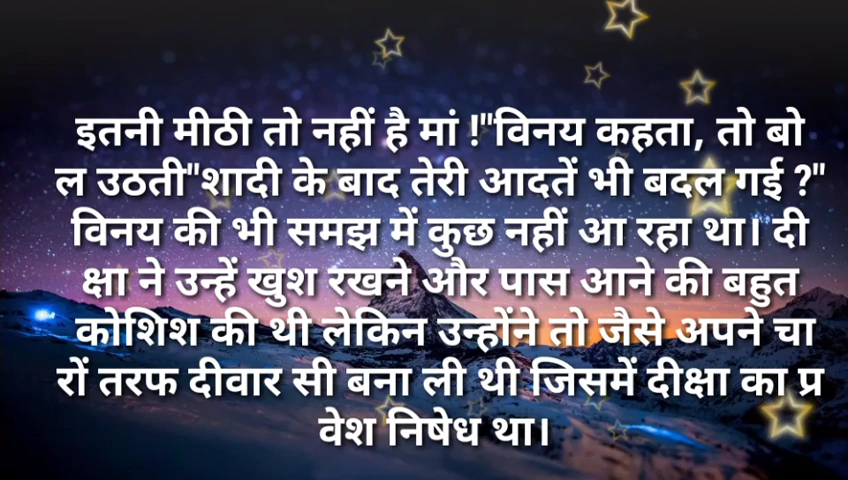 इतनी मीठी तो नहीं है मां !"विनय कहता, तो बो
ल उठती"शादी के बाद तेरी आदतें भी बदल गई ?"
विनय की भी समझ में कुछ नहीं आ रहा था। दी
क्षा ने उन्हें खुश रखने और पास आने की बहुत
कोशिश की थी लेकिन उन्होंने तो जैसे अपने चा
रों तरफ दीवार सी बना ली थी जिसमें दीक्षा का प्र
वेश निषेध था।